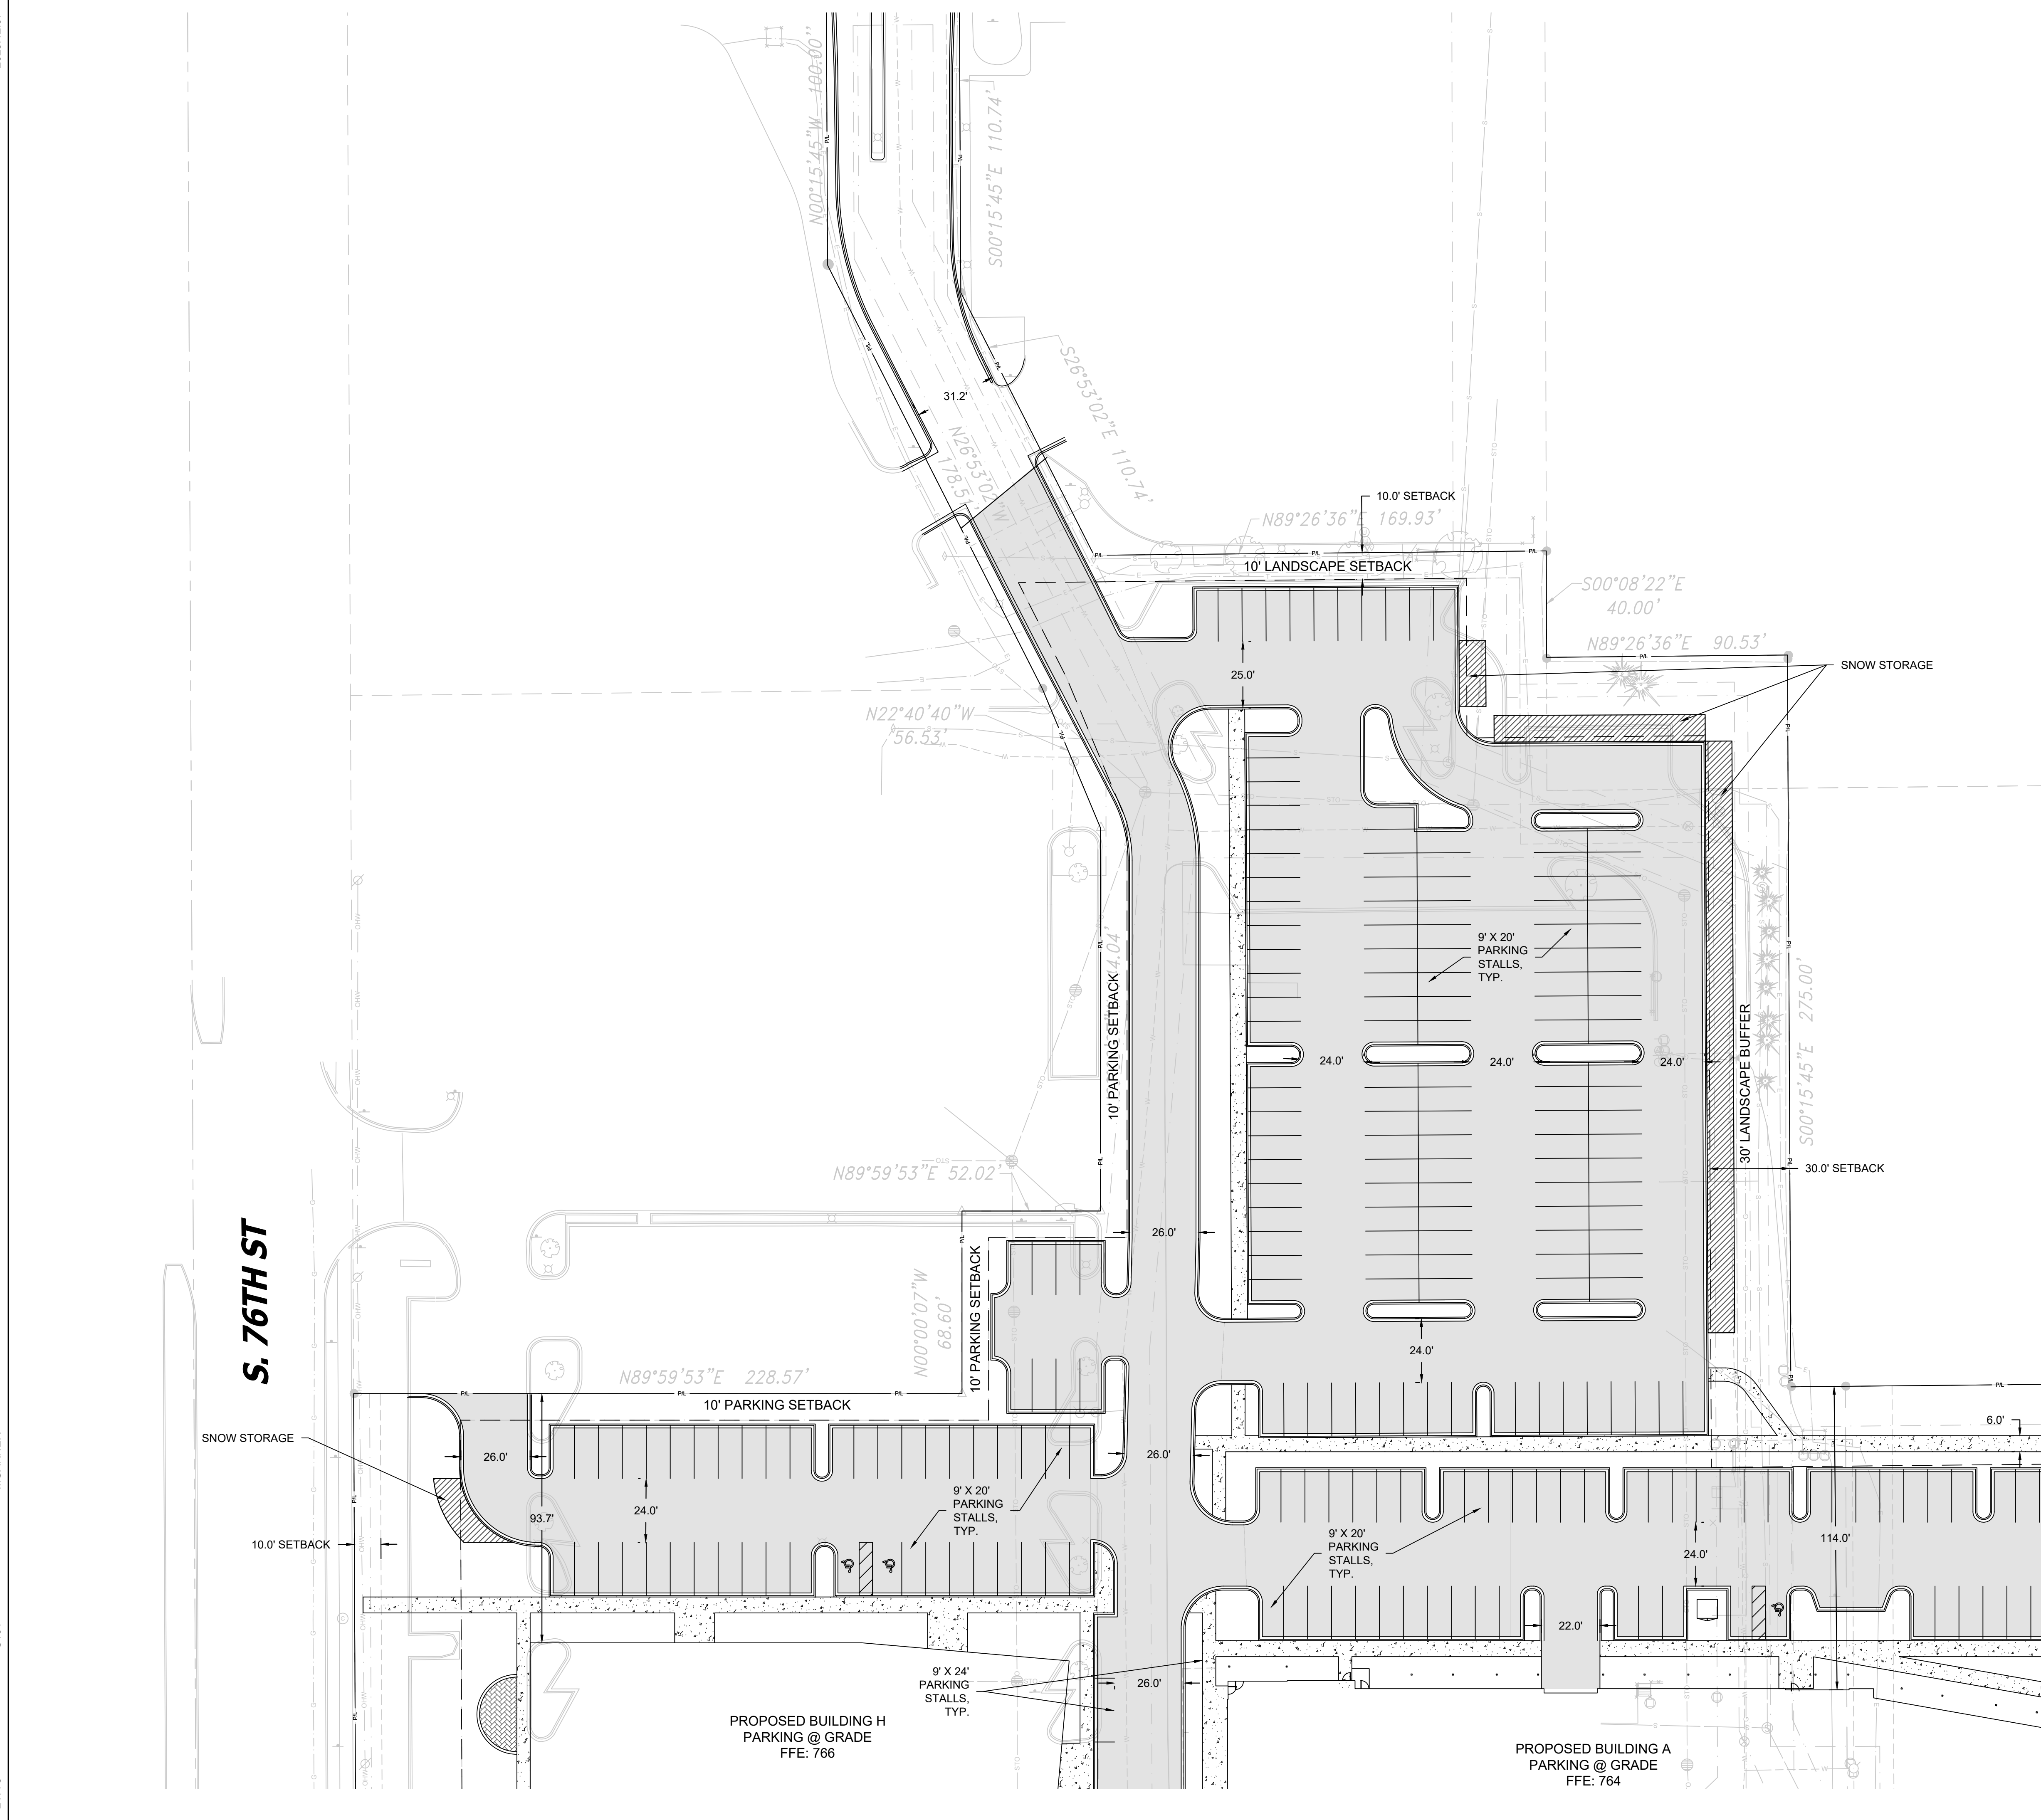 N00°15'45"W 100.00'
S00°15'45"E 110.74'
P/L
P/L
P/L
P/L
31.2'
S26°53'02"E 110.74'
N26°53'02"W
178.51'
10.0' SETBACK
N89°26'36"E 169.93'
P/L
P/L
P/L
P/L
10' LANDSCAPE SETBACK
S00°08'22"E
40.00'
N89°26'36"E 90.53'
P/L
SNOW STORAGE
25.0'
N22°40'40"W
56.53'
P/L
P/L
9' X 20'
PARKING
STALLS,
TYP.
P/L
10' PARKING SETBACK
24.0'
24.0'
24.0'
30' LANDSCAPE BUFFER
S00°15'45"E 275.00'
P/L
P/L
30.0' SETBACK
N89°59'53"E 52.02'
S. 76TH ST
26.0'
P/L
10' PARKING SETBACK
N00°00'07"W
68.60'
24.0'
N89°59'53"E 228.57'
P/L
P/L
P/L
10' PARKING SETBACK
P/L
P/L
6.0'
SNOW STORAGE
26.0'
26.0'
93.7'
24.0'
9' X 20'
PARKING
STALLS,
TYP.
P/L
10.0' SETBACK
9' X 20'
PARKING
STALLS,
TYP.
24.0'
114.0'
22.0'
9' X 24'
PARKING
STALLS,
TYP.
26.0'
P/L
PROPOSED BUILDING H
PARKING @ GRADE
FFE: 766
PROPOSED BUILDING A
PARKING @ GRADE
FFE: 764